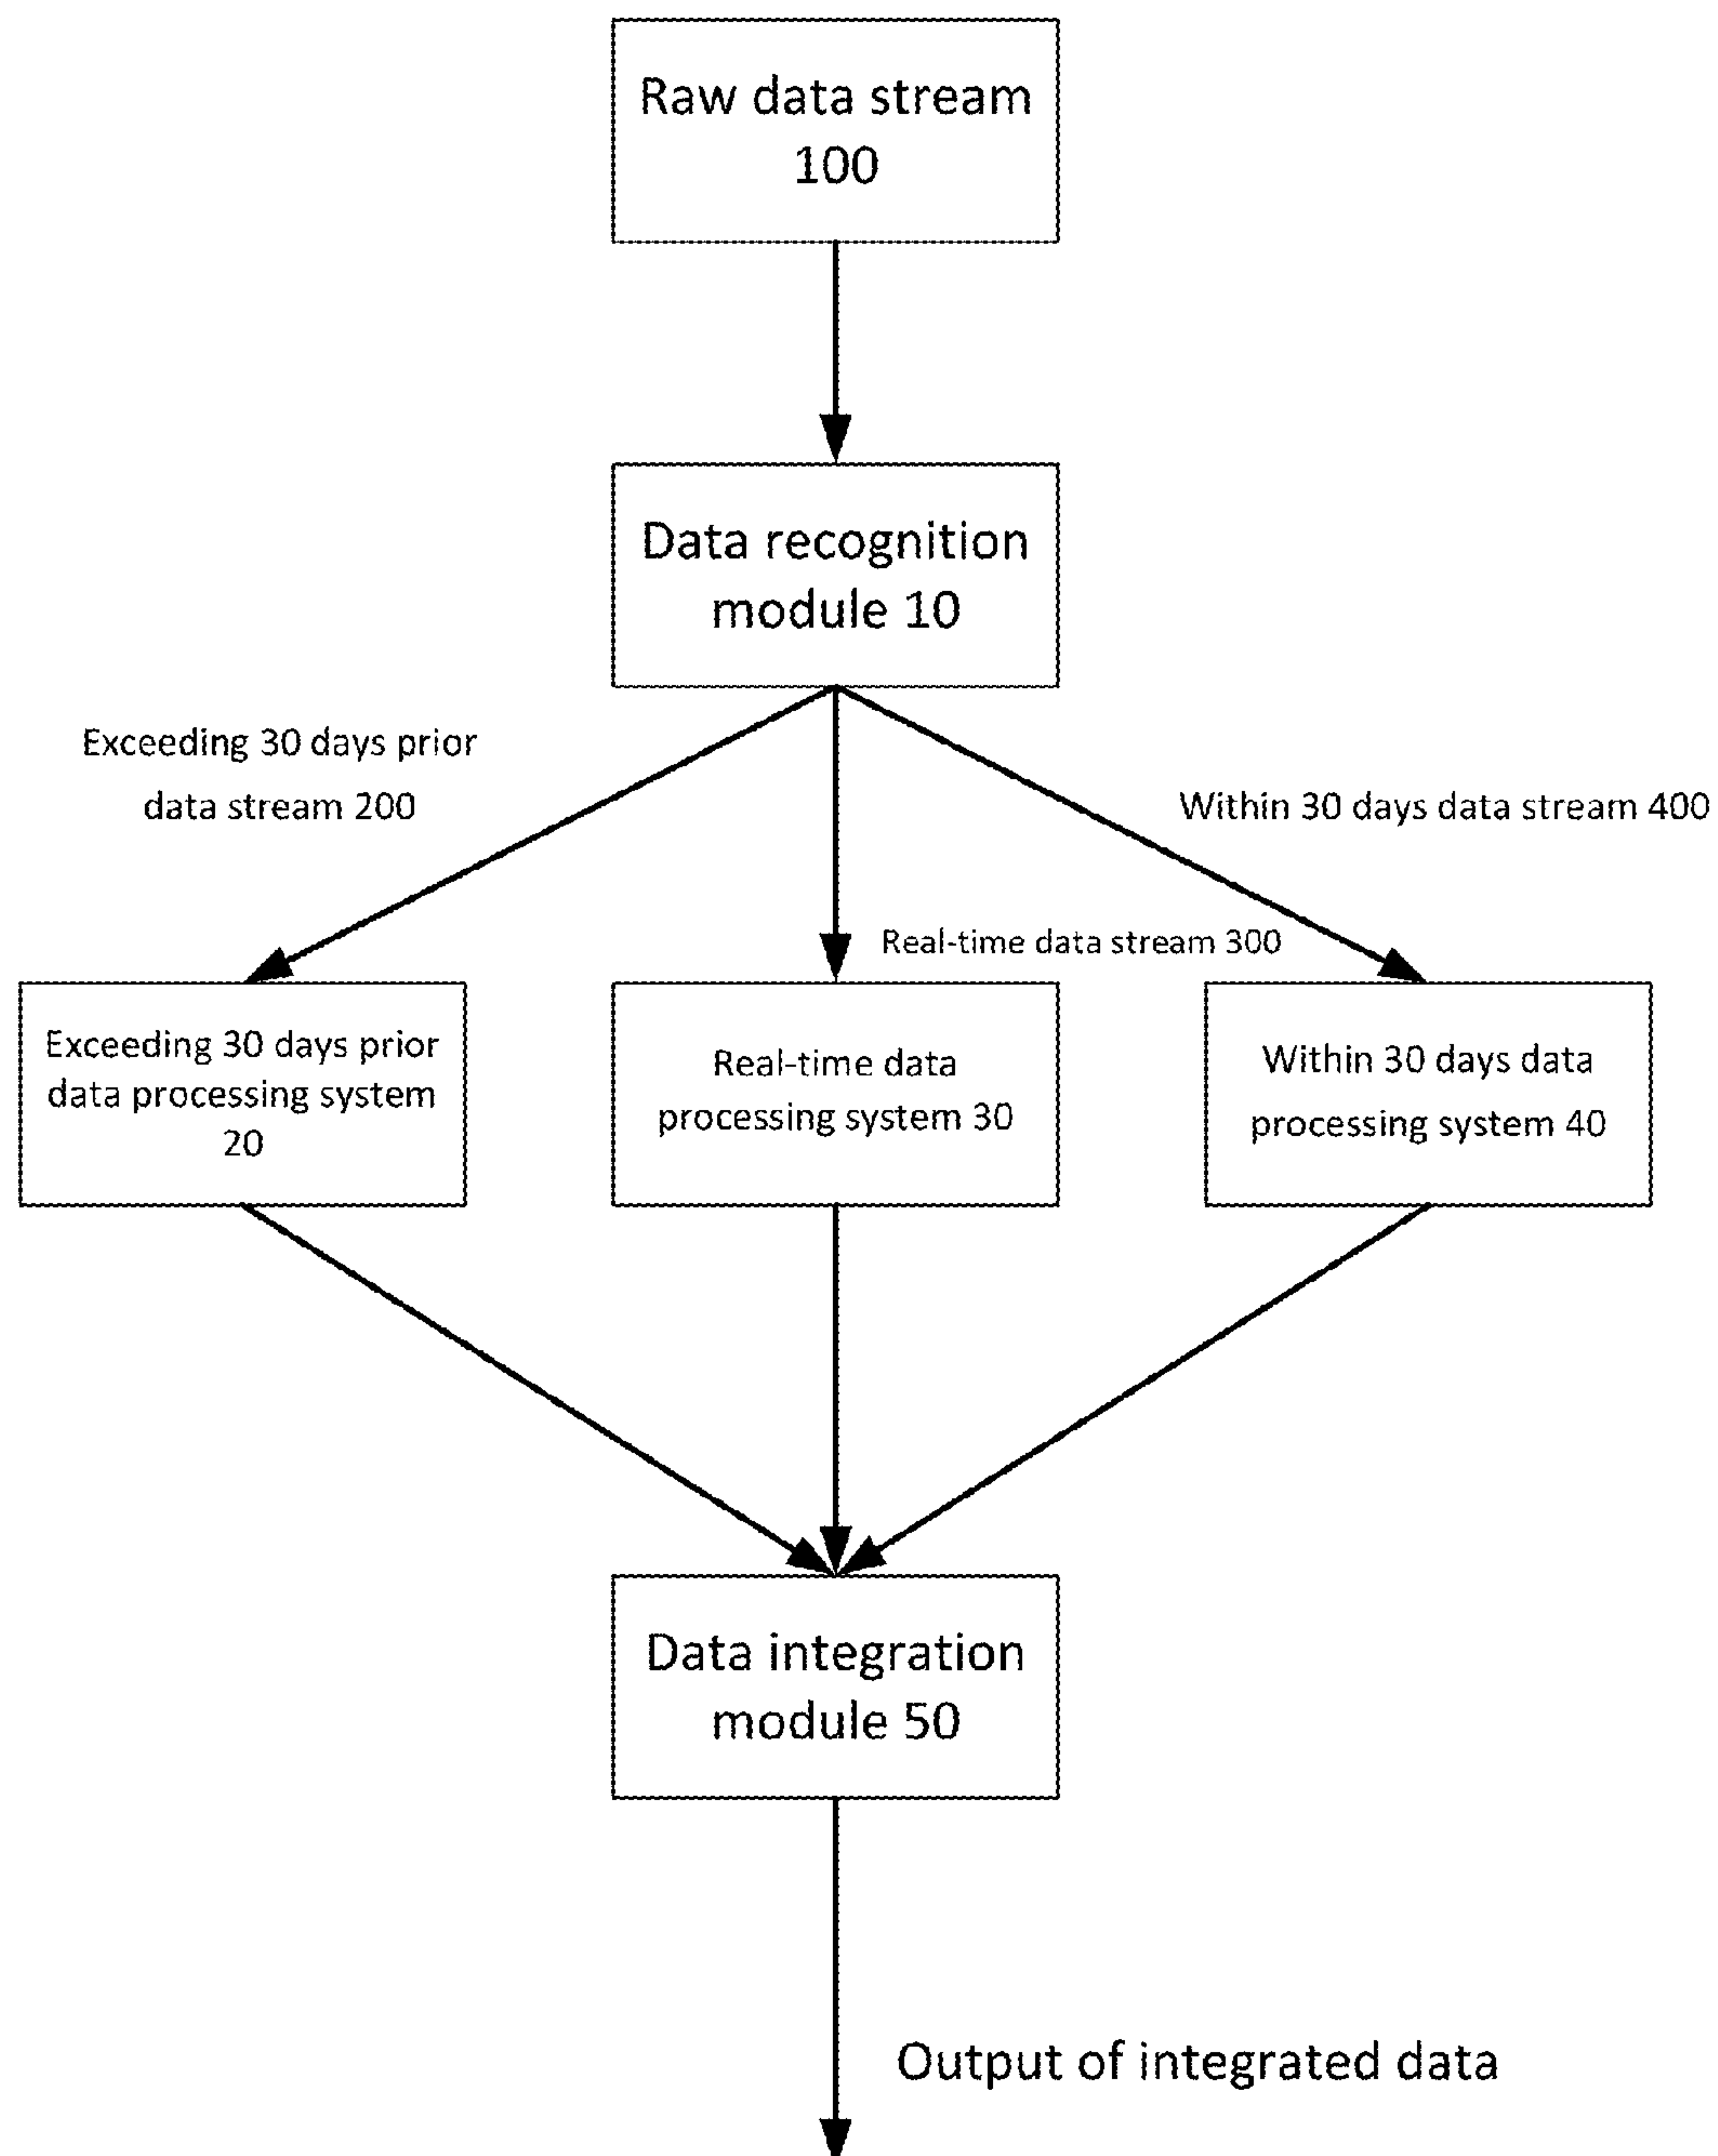 Raw data stream
100
Data recognition
module 10
Exceeding 30 days prior
data stream 200
Within 30 days data stream 400
Real-time data stream 300
Exceeding 30 days prior
data processing system
20
Real-time data
processing system 30
Within 30 days data
processing system 40
Data integration
module 50
Output of integrated data